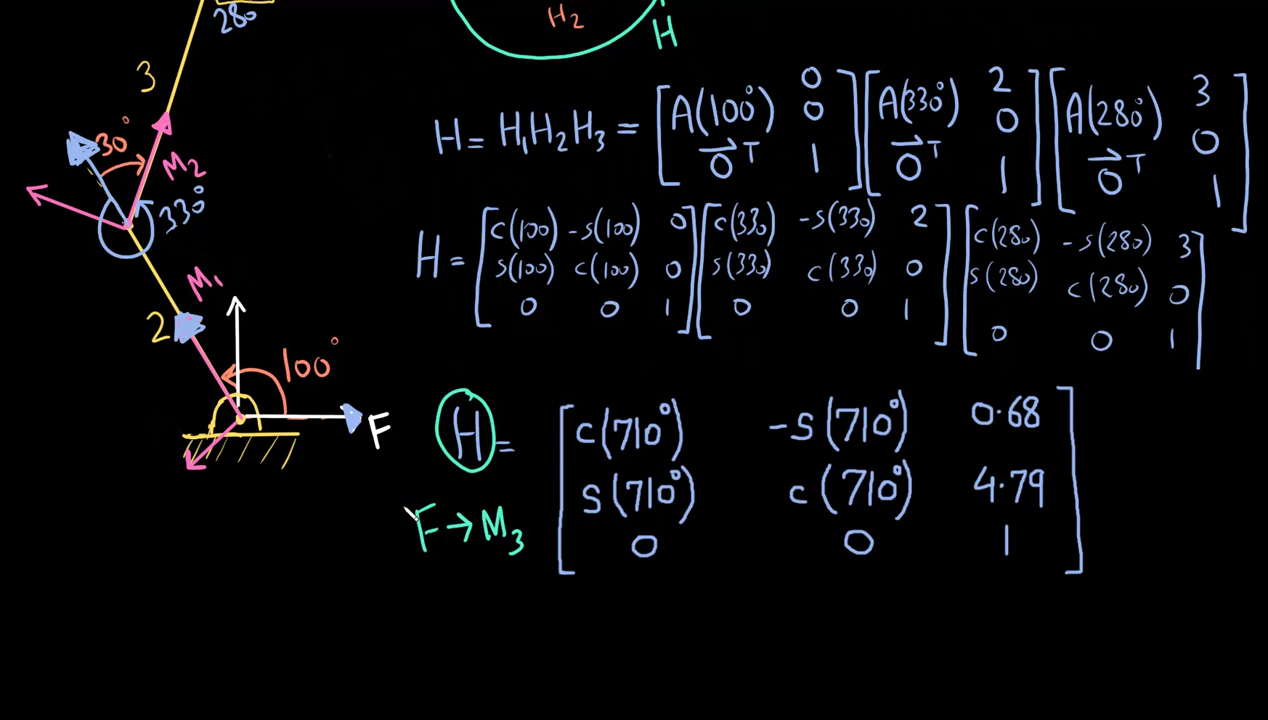 280
H₂
H
3
H = H₁H₂H₃ = [A(100°) 0 0 0⃗ᵀ 1] [A(330°) 2 0 0⃗ᵀ 1] [A(280°) 3 0 0⃗ᵀ 1]
30°
M₂
330°
H = [c(100) -s(100) 0] [c(330) -s(330) 2] [c(280) -s(280) 3]
[s(100) c(100) 0] [s(330) c(330) 0] [s(280) c(280) 0]
[0 0 1] [0 0 1] [0 0 1]
M₁
2
100°
F
H = [c(710°) -s(710°) 0.68]
[s(710°) c(710°) 4.79]
[0 0 1]
F → M₃